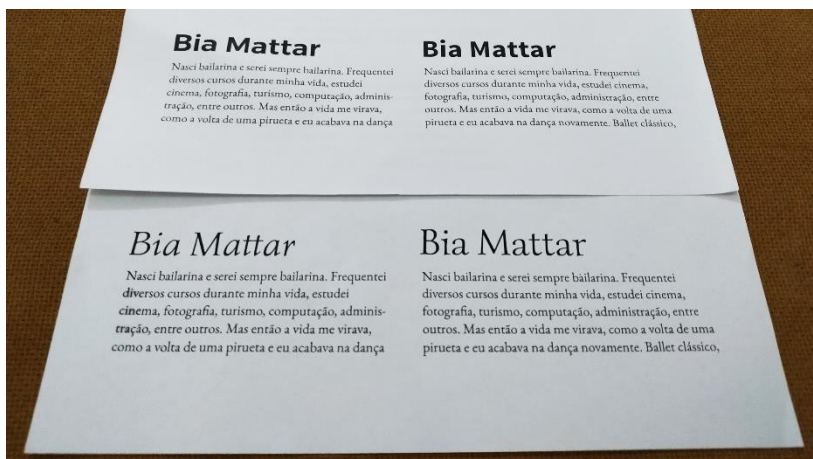 Bia Mattar
Nasci bailarina e serei sempre bailarina. Frequentei
diversos cursos durante minha vida, estudei
cinema, fotografia, turismo, computação, adminis-
tração, entre outros. Mas então a vida me virava,
como a volta de uma pirueta e eu acabava na dança
Bia Mattar
Nasci bailarina e serei sempre bailarina. Frequentei
diversos cursos durante minha vida, estudei cinema,
fotografia, turismo, computação, administração, entre
outros. Mas então a vida me virava, como a volta de uma
pirueta e eu acabava na dança novamente. Ballet clássico,
Bia Mattar
Nasci bailarina e serei sempre bailarina. Frequentei
diversos cursos durante minha vida, estudei
cinema, fotografia, turismo, computação, adminis-
tração, entre outros. Mas então a vida me virava,
como a volta de uma pirueta e eu acabava na dança
Bia Mattar
Nasci bailarina e serei sempre bailarina. Frequentei
diversos cursos durante minha vida, estudei cinema,
fotografia, turismo, computação, administração, entre
outros. Mas então a vida me virava, como a volta de uma
pirueta e eu acabava na dança novamente. Ballet clássico,